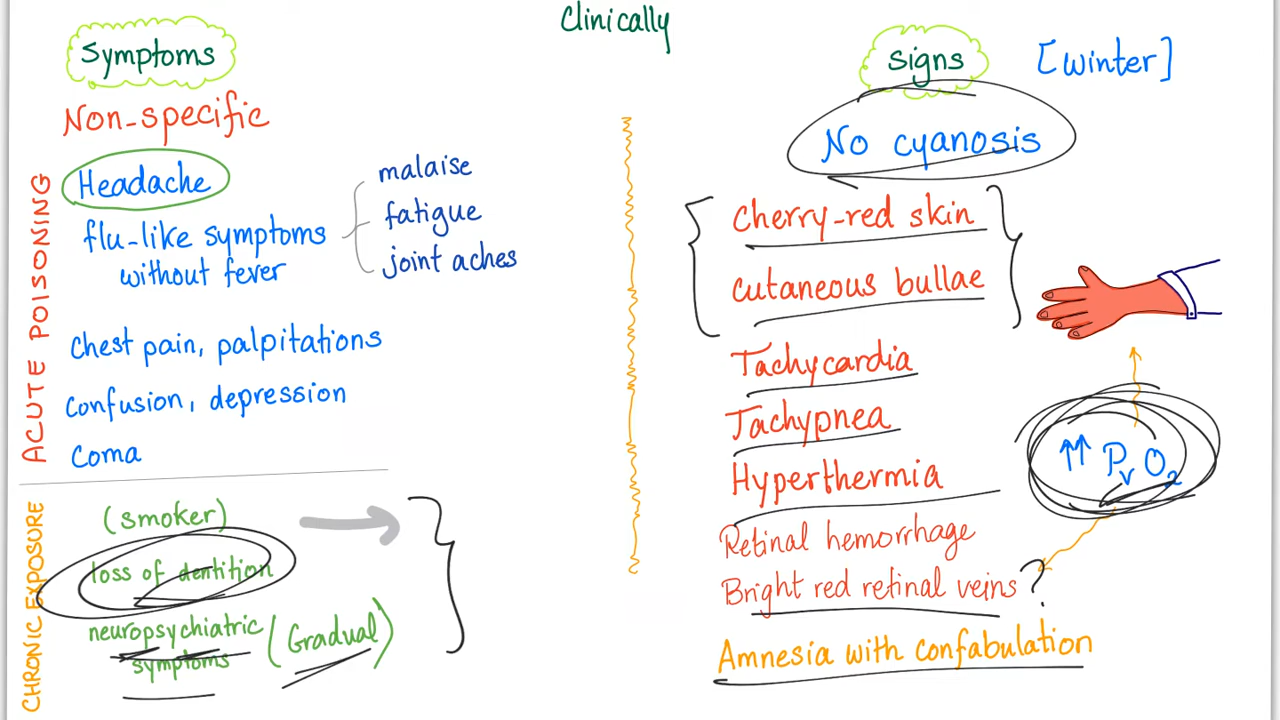 Clinically
Symptoms
Non-specific
ACUTE POISONING
Headache
flu-like symptoms
without fever
malaise
fatigue
joint aches
Chest pain, palpitations
Confusion, depression
Coma
CHRONIC EXPOSURE
(smoker)
loss of dentition
neuropsychiatric
symptoms
(Gradual)
Signs
[Winter]
No cyanosis
Cherry-red skin
Cutaneous bullae
Tachycardia
Tachypnea
Hyperthermia
Retinal hemorrhage
Bright red retinal veins ?
Amnesia with confabulation
↑↑ PvO2